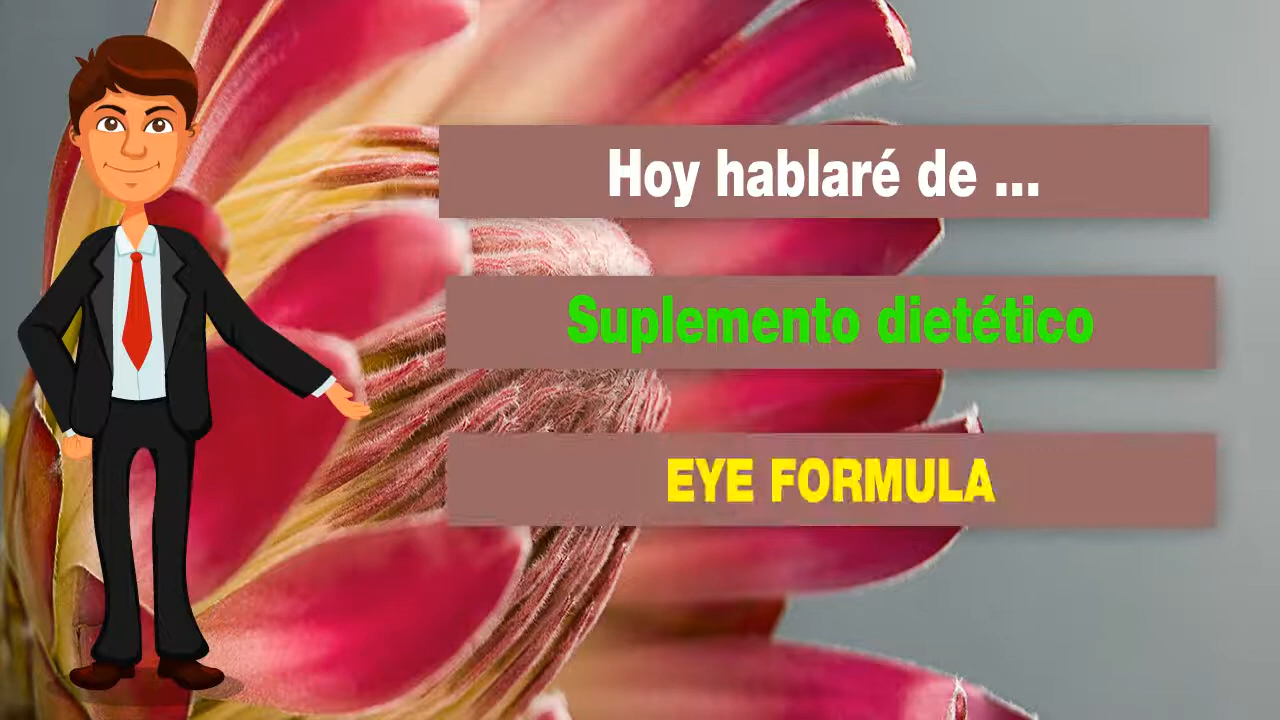 Hoy hablaré de ...
Suplemento dietético
EYE FORMULA